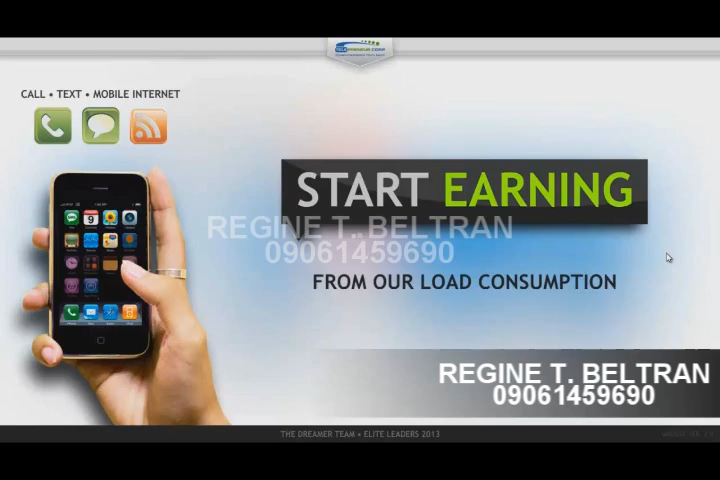 CALL • TEXT • MOBILE INTERNET
START EARNING
REGINE T. BELTRAN
09061459690
FROM OUR LOAD CONSUMPTION
REGINE T. BELTRAN
09061459690
THE DREAMER TEAM • ELITE LEADERS 2013